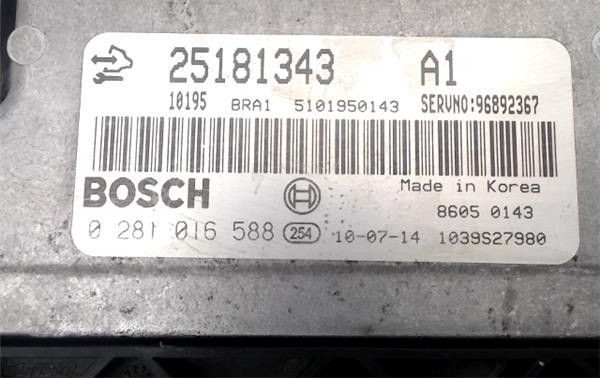 25181343 A1
10195 BRA1 5101950143 SERVNO:96892367
BOSCH Made in Korea
8605 0143
0 281 016 588 254 10-07-14 1039S27980